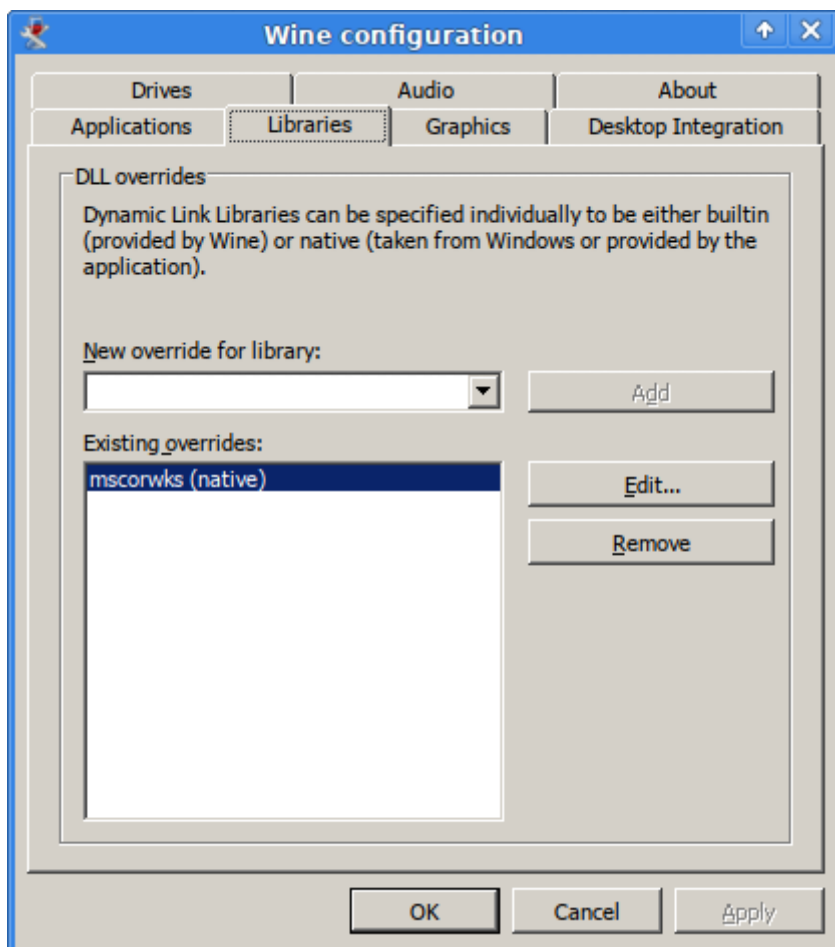 Wine configuration
Drives
Audio
About
Applications
Libraries
Graphics
Desktop Integration
DLL overrides
Dynamic Link Libraries can be specified individually to be either builtin
(provided by Wine) or native (taken from Windows or provided by the
application).
New override for library:
Add
Existing overrides:
mscorwks (native)
Edit...
Remove
OK
Cancel
Apply